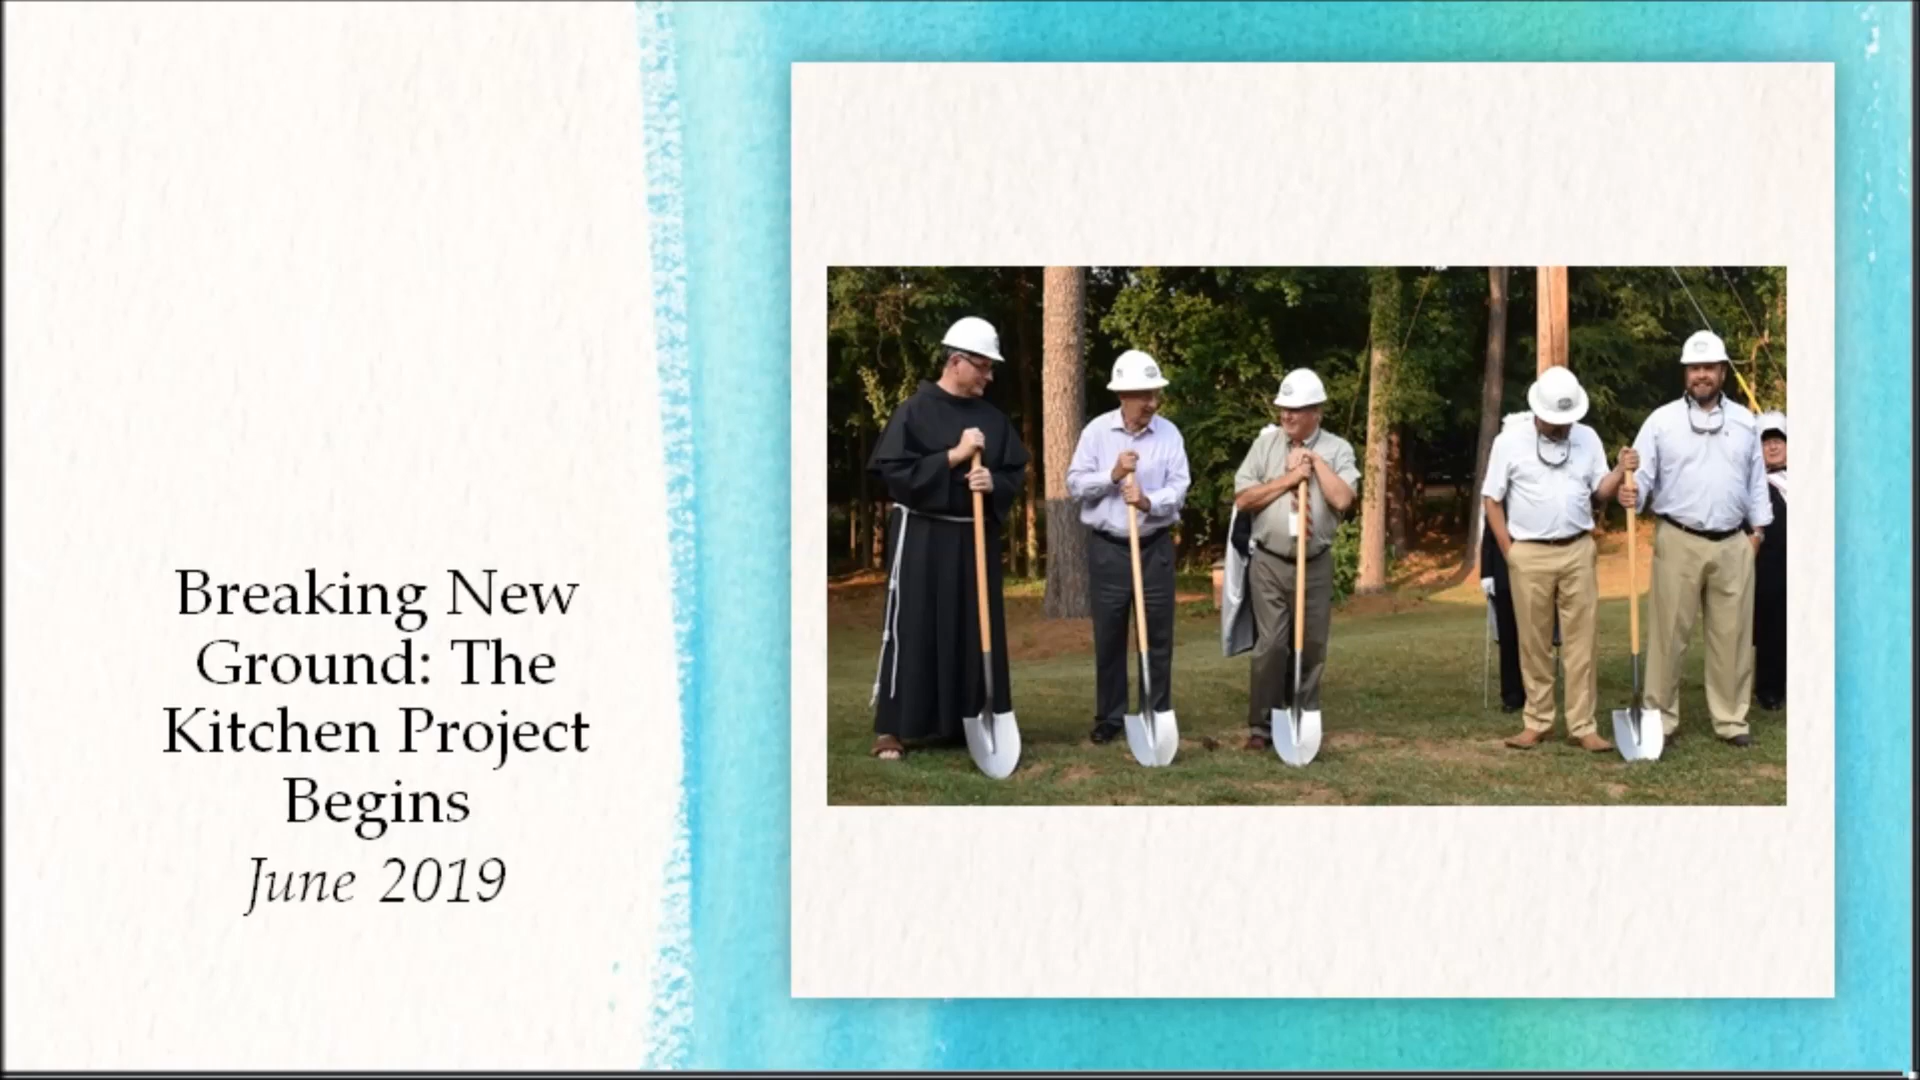 Breaking New
Ground: The
Kitchen Project
Begins
June 2019